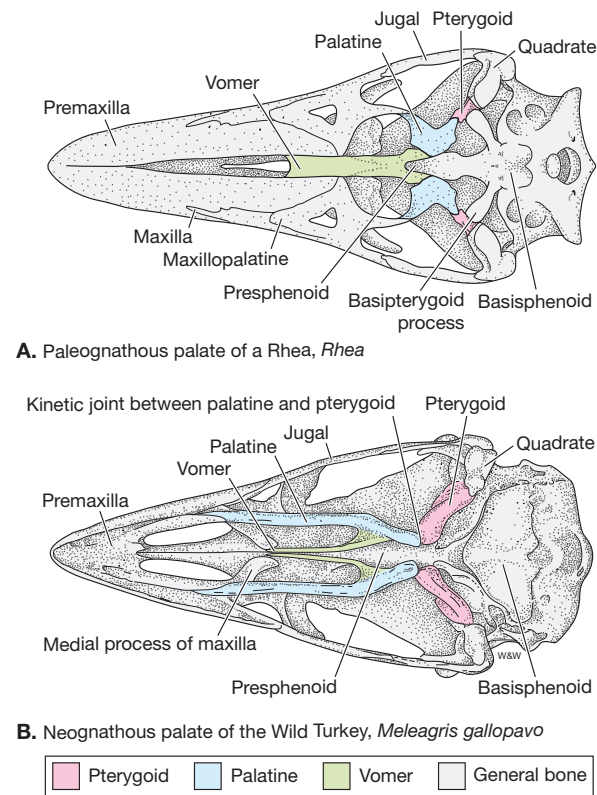 Jugal Pterygoid
Palatine
Quadrate
Vomer
Premaxilla
Maxilla
Maxillopalatine
Presphenoid
Basipterygoid
process
Basisphenoid
A. Paleognathous palate of a Rhea, Rhea
Kinetic joint between palatine and pterygoid
Pterygoid
Jugal
Palatine
Quadrate
Vomer
Premaxilla
Medial process of maxilla
W&W
Presphenoid
Basisphenoid
B. Neognathous palate of the Wild Turkey, Meleagris gallopavo
Pterygoid Palatine Vomer General bone